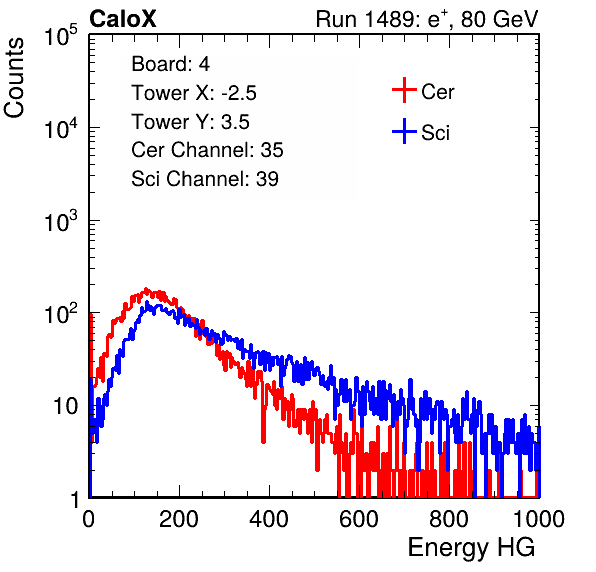 CaloX Run 1489: e⁺, 80 GeV
Counts
Board: 4
Tower X: -2.5
Tower Y: 3.5
Cer Channel: 35
Sci Channel: 39
Cer
Sci
10⁵
10⁴
10³
10²
10
1
0 200 400 600 800 1000
Energy HG